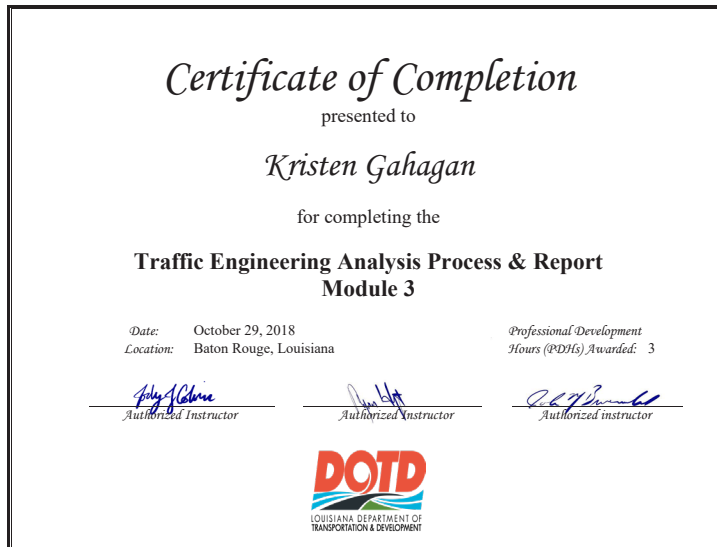 Certificate of Completion
presented to
Kristen Gahagan
for completing the
Traffic Engineering Analysis Process & Report
Module 3
Date: October 29, 2018
Location: Baton Rouge, Louisiana
Professional Development
Hours (PDHs) Awarded: 3
Authorized Instructor
Authorized Instructor
Authorized instructor
DOTD
LOUISIANA DEPARTMENT OF
TRANSPORTATION & DEVELOPMENT